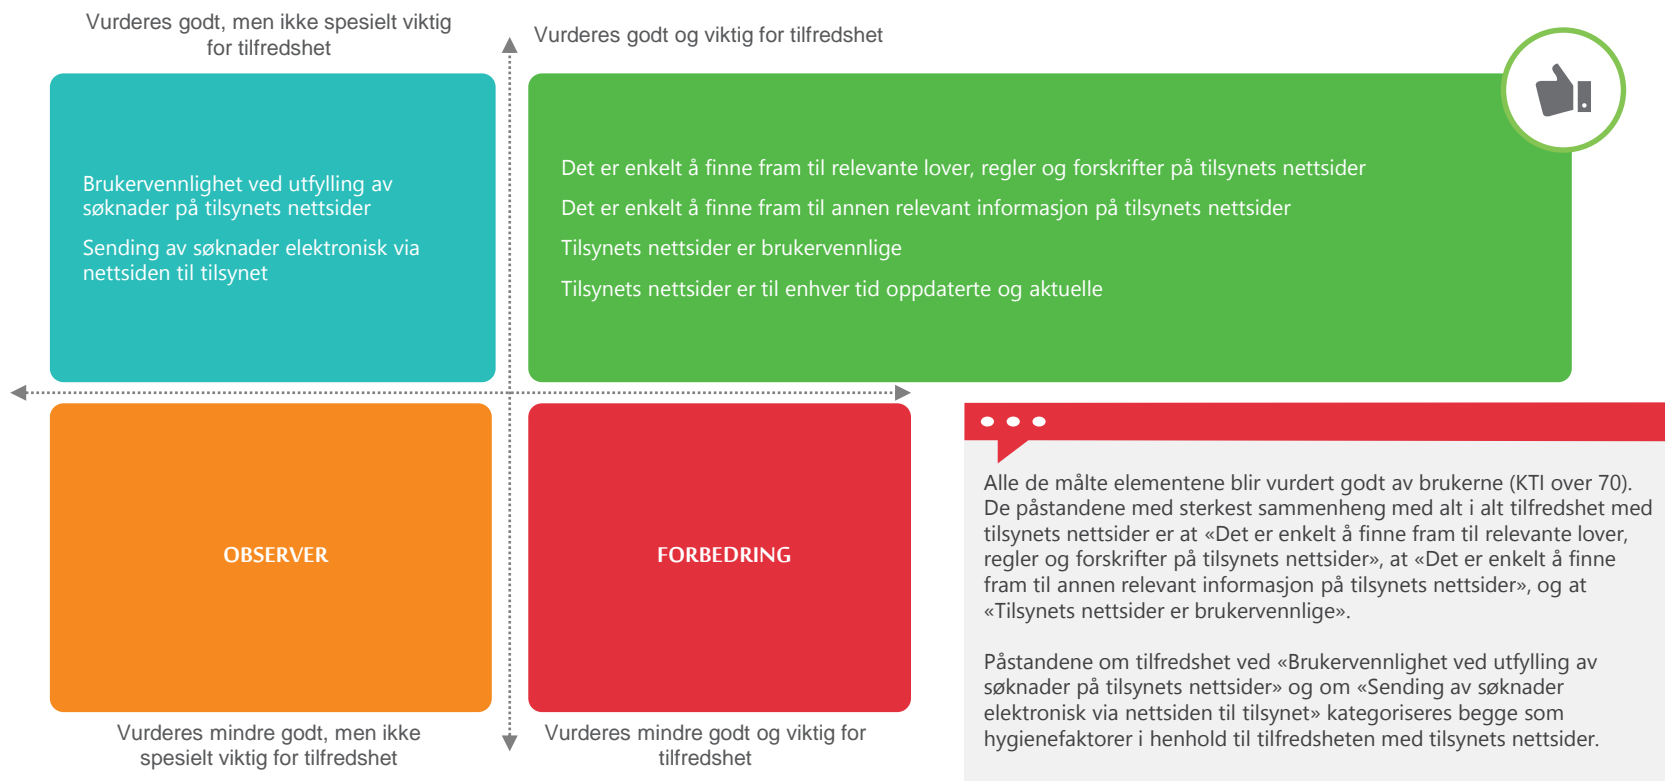 Vurderes godt, men ikke spesielt viktig
for tilfredshet
Vurderes godt og viktig for tilfredshet
Brukervennlighet ved utfylling av
søknader på tilsynets nettsider
Sending av søknader elektronisk via
nettsiden til tilsynet
Det er enkelt å finne fram til relevante lover, regler og forskrifter på tilsynets nettsider
Det er enkelt å finne fram til annen relevant informasjon på tilsynets nettsider
Tilsynets nettsider er brukervennlige
Tilsynets nettsider er til enhver tid oppdaterte og aktuelle
OBSERVER
FORBEDRING
Vurderes mindre godt, men ikke
spesielt viktig for tilfredshet
Vurderes mindre godt og viktig for
tilfredshet
Alle de målte elementene blir vurdert godt av brukerne (KTI over 70).
De påstandene med sterkest sammenheng med alt i alt tilfredshet med
tilsynets nettsider er at «Det er enkelt å finne fram til relevante lover,
regler og forskrifter på tilsynets nettsider», at «Det er enkelt å finne
fram til annen relevant informasjon på tilsynets nettsider», og at
«Tilsynets nettsider er brukervennlige».
Påstandene om tilfredshet ved «Brukervennlighet ved utfylling av
søknader på tilsynets nettsider» og om «Sending av søknader
elektronisk via nettsiden til tilsynet» kategoriseres begge som
hygienefaktorer i henhold til tilfredsheten med tilsynets nettsider.